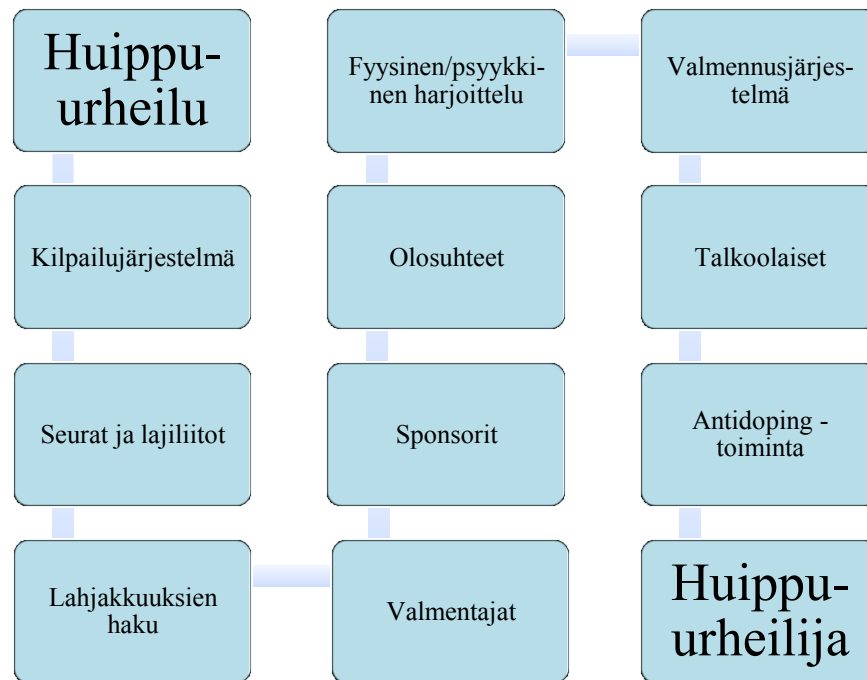 Huippu-
urheilu
Kilpailujärjestelmä
Seurat ja lajiliitot
Lahjakkuuksien
haku
Valmentajat
Sponsorit
Olosuhteet
Fyysinen/psyykki-
nen harjoittelu
Valmennusjärjes-
telmä
Talkoolaiset
Antidoping -
toiminta
Huippu-
urheilija